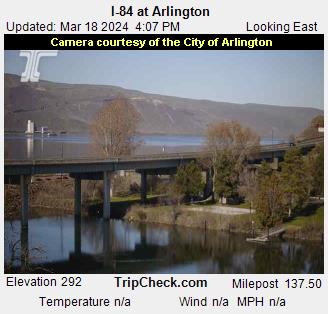 I-84 at Arlington
Updated: Mar 18 2024 4:07 PM Looking East
Camera courtesy of the City of Arlington
Elevation 292 TripCheck.com Milepost 137.50
Temperature n/a Wind n/a MPH n/a